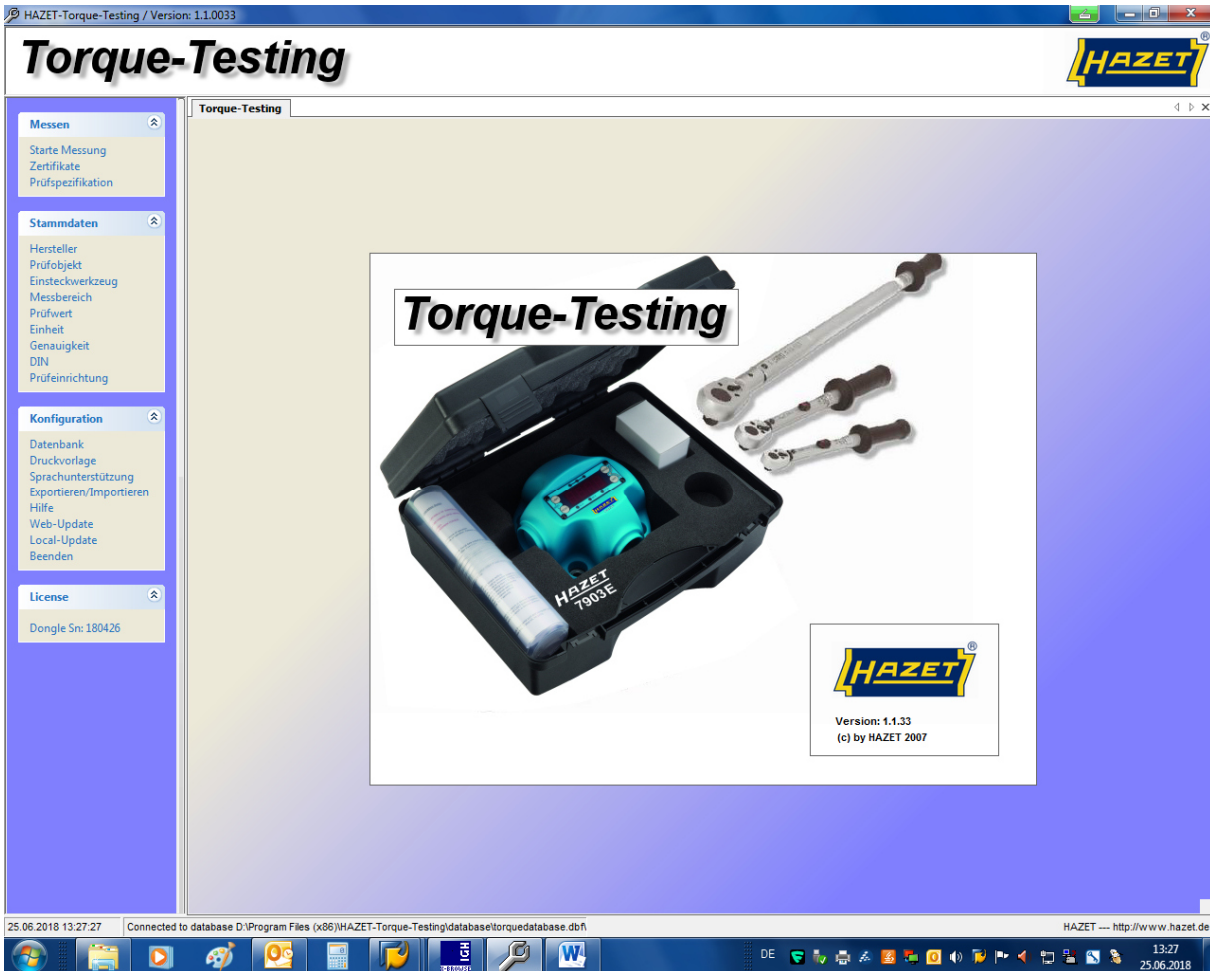 HAZET-Torque-Testing / Version: 1.1.0033
Torque-Testing
HAZET®
Torque-Testing
Messen
Starte Messung
Zertifikate
Prüfspezifikation
Stammdaten
Hersteller
Prüfobjekt
Einsteckwerkzeug
Messbereich
Prüfwert
Einheit
Genauigkeit
DIN
Prüfeinrichtung
Konfiguration
Datenbank
Druckvorlage
Sprachunterstützung
Exportieren/Importieren
Hilfe
Web-Update
Local-Update
Beenden
License
Dongle Sn: 180426
Torque-Testing
HAZET
HAZET
7903E
HAZET®
Version: 1.1.33
(c) by HAZET 2007
25.06.2018 13:27:27
Connected to database D:\Program Files (x86)\HAZET-Torque-Testing\database\torquedatabase.dbf\
HAZET --- http://www.hazet.de
DE
13:27
25.06.2018